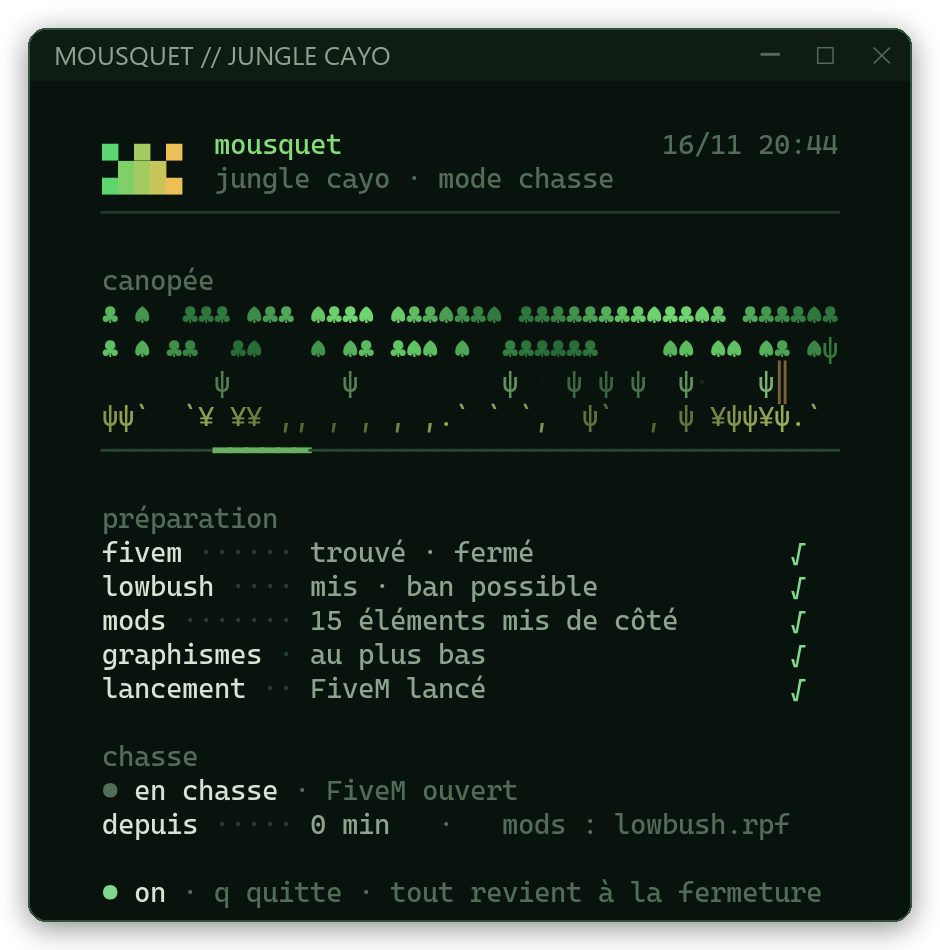 MOUSQUET // JUNGLE CAYO
mousquet 16/11 20:44
jungle cayo · mode chasse
canopée
♣ ♠  ♣♣♣ ♠♣♣ ♠♣♣♣ ♠♣♣♠♣♣♠ ♣♣♣♣♣♣♣♣♠♣♣♠♣ ♣♣♣♣♣♣
♣ ♠ ♣♣  ♣♠   ♠ ♠♣ ♣♠♠ ♠  ♣♣♣♣♣♣    ♠♠ ♠♠ ♠♣ ♠ψ
ψ       ψ         ψ · ψ ψ ψ  ψ·   ψ║
ψψ`  `¥ ¥¥ ,, , , , ,.` ` `,  ψ`  , ψ ¥ψψ¥ψ.`
préparation
fivem ······ trouvé · fermé √
lowbush ···· mis · ban possible √
mods ······· 15 éléments mis de côté √
graphismes · au plus bas √
lancement ·· FiveM lancé √
chasse
● en chasse · FiveM ouvert
depuis ····· 0 min · mods : lowbush.rpf
● on · q quitte · tout revient à la fermeture